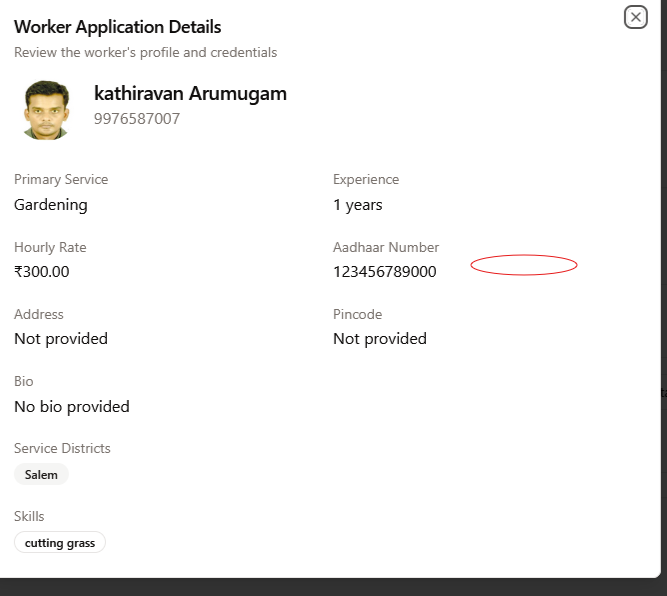 Worker Application Details
Review the worker's profile and credentials
kathiravan Arumugam
9976587007
Primary Service
Gardening
Experience
1 years
Hourly Rate
₹300.00
Aadhaar Number
123456789000
Address
Not provided
Pincode
Not provided
Bio
No bio provided
Service Districts
Salem
Skills
cutting grass